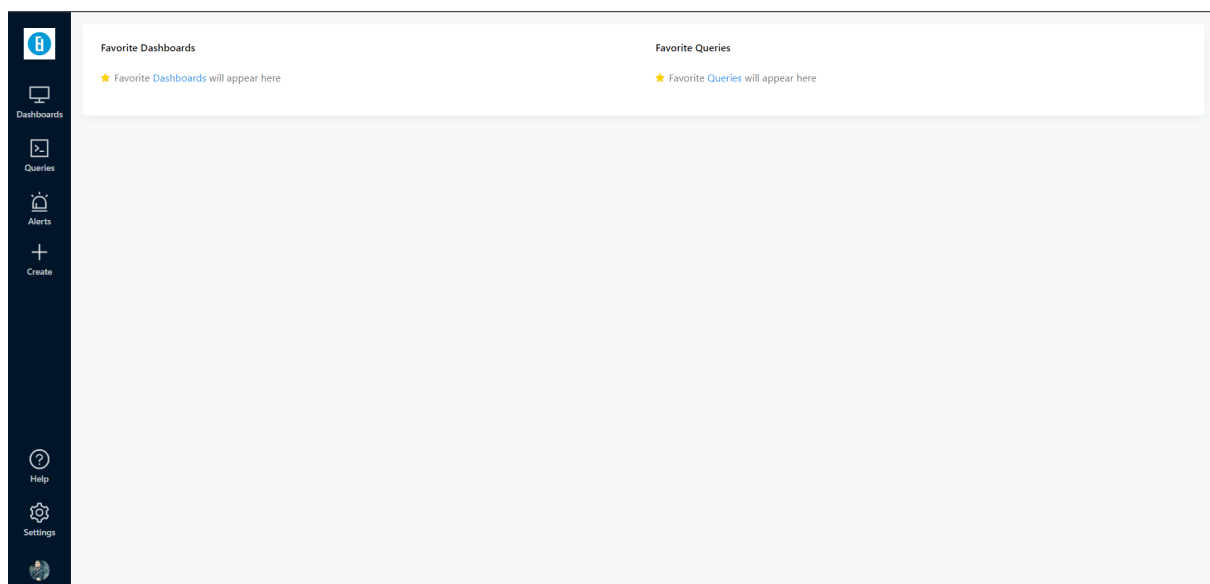 Dashboards
Queries
Alerts
Create
Help
Settings
Favorite Dashboards
Favorite Dashboards will appear here
Favorite Queries
Favorite Queries will appear here